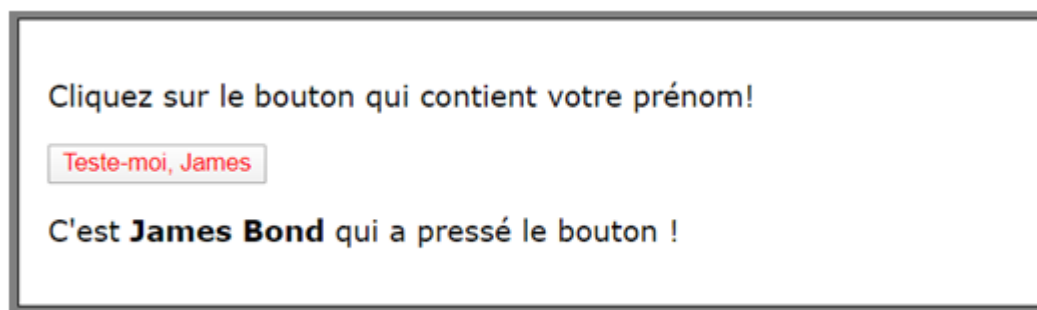 Cliquez sur le bouton qui contient votre prénom!
Teste-moi, James
C'est James Bond qui a pressé le bouton !